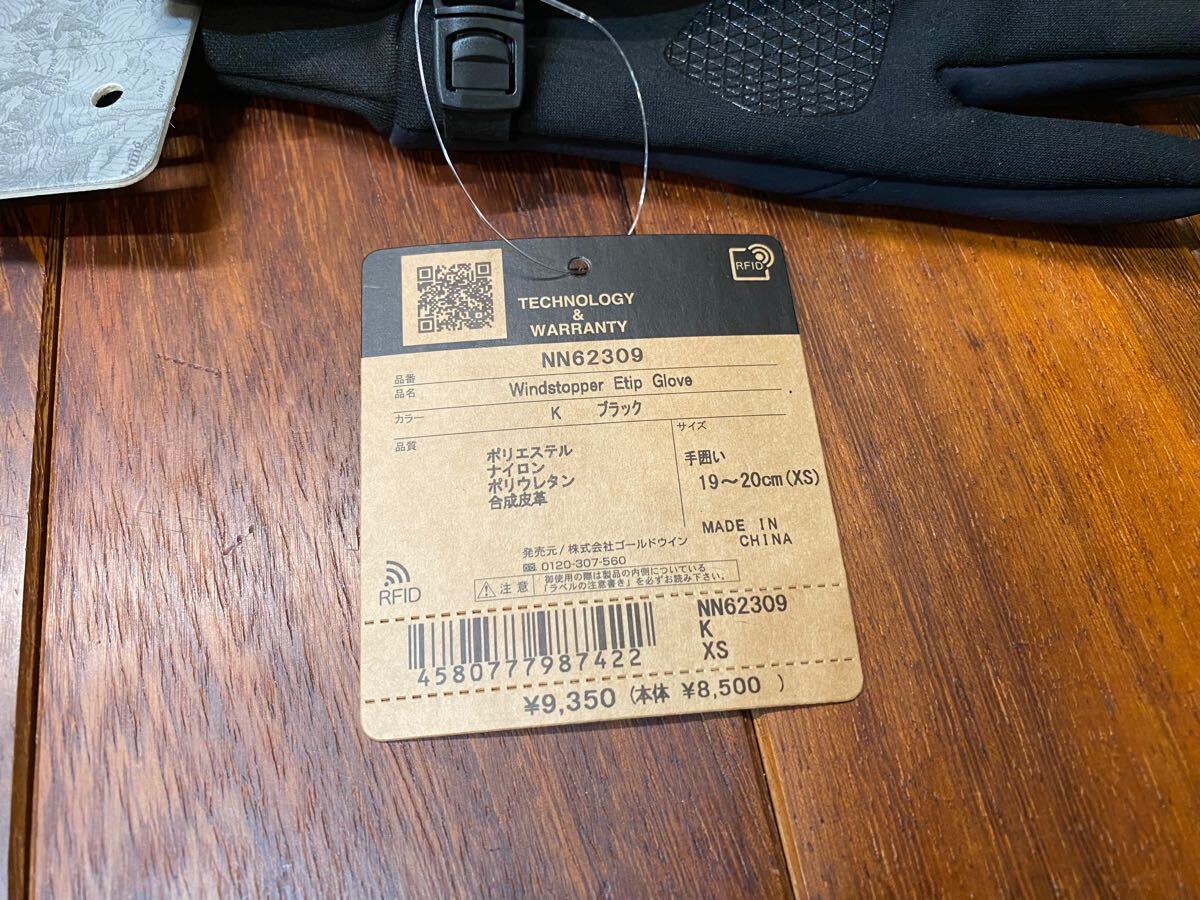 TECHNOLOGY
&
WARRANTY
RFID
品番 NN62309
品名 Windstopper Etip Glove
カラー K ブラック
品質
ポリエステル
ナイロン
ポリウレタン
合成皮革
サイズ
手囲い
19〜20cm(XS)
MADE IN
CHINA
発売元/株式会社ゴールドウイン
0120-307-560
注意
御使用の際は製品の内側についている
「ラベルの注意書き」を必ずお読み下さい。
RFID
4580777987422
NN62309
K
XS
¥9,350 (本体 ¥8,500 )